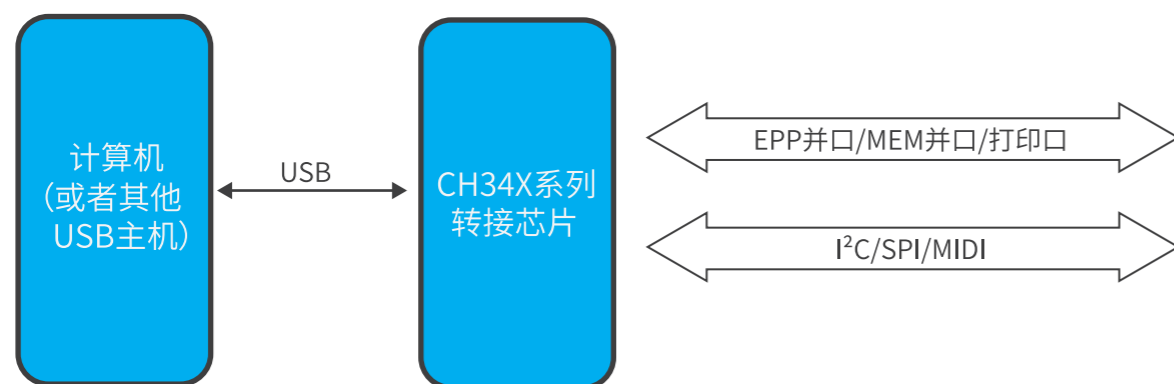 计算机
（或者其他
USB主机）
USB
CH34X系列
转接芯片
EPP并口/MEM并口/打印口
I²C/SPI/MIDI